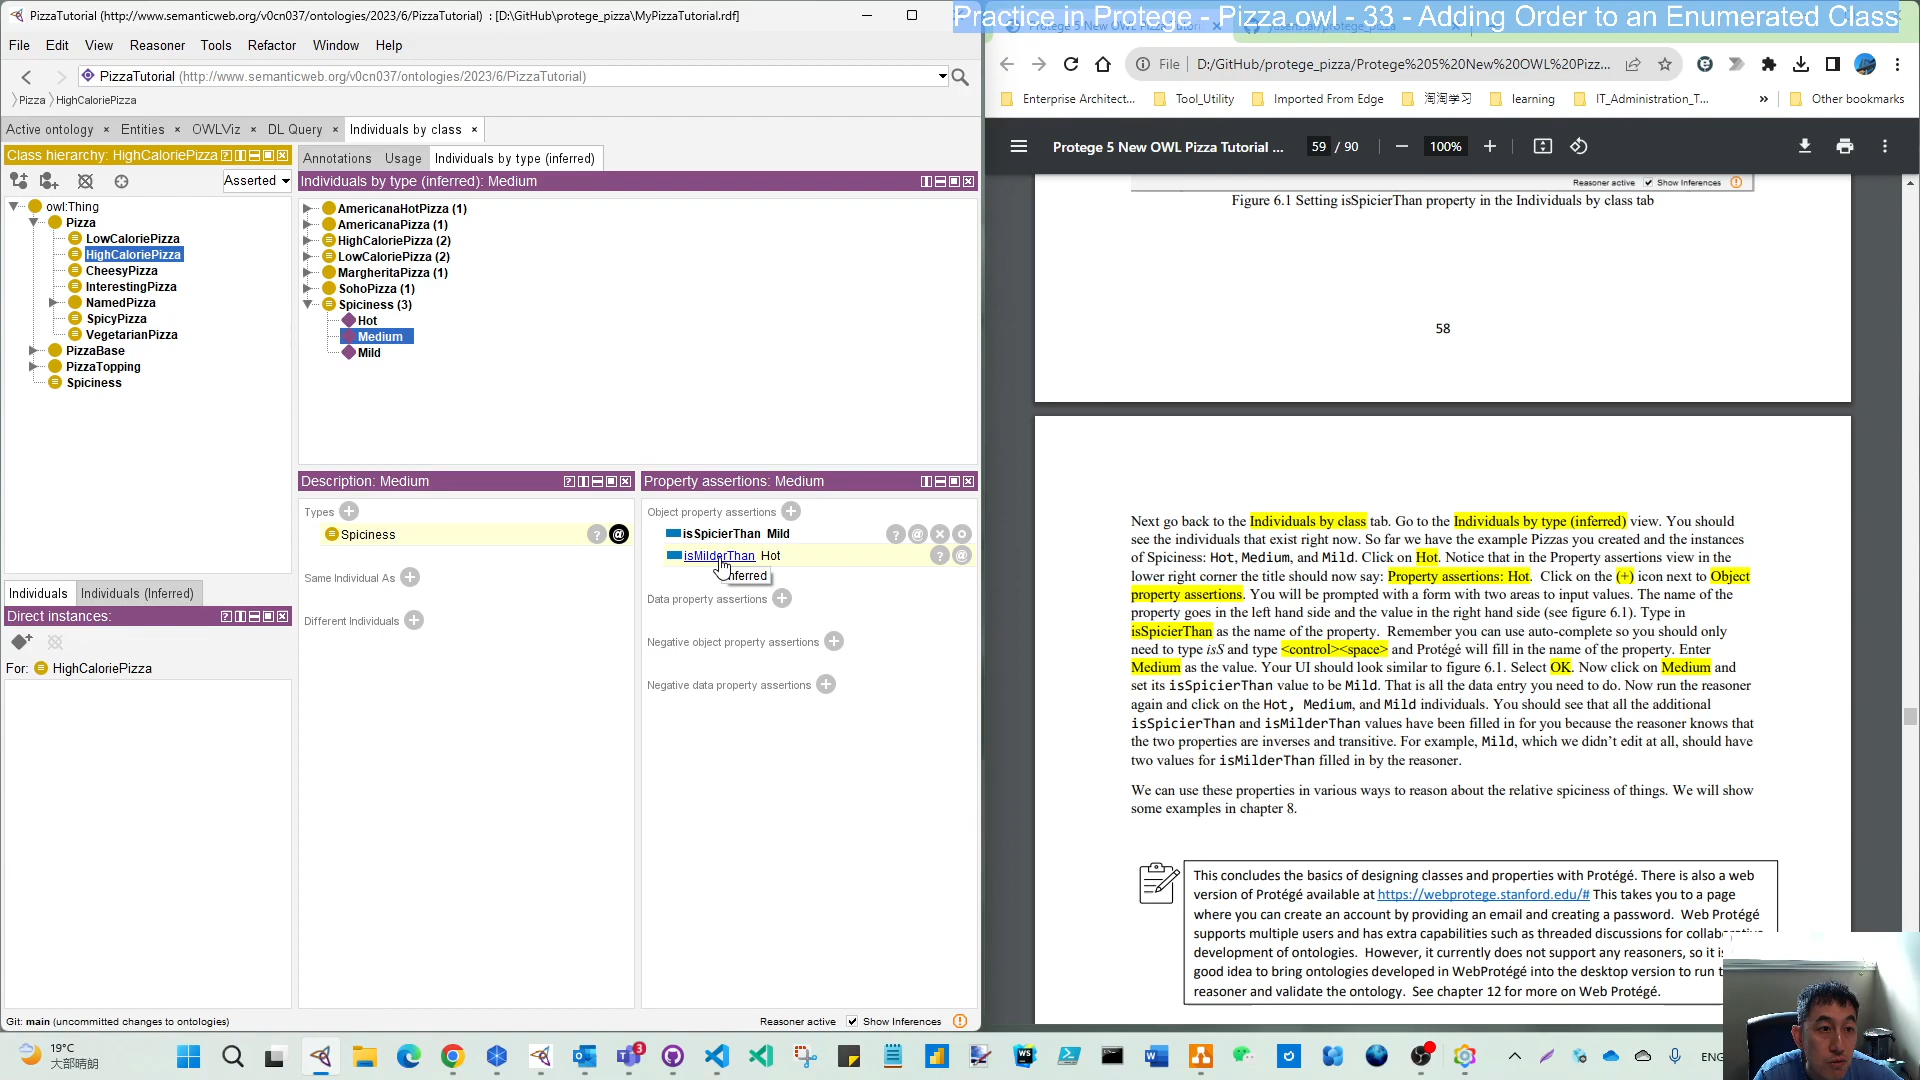 PizzaTutorial (http://www.semanticweb.org/v0cn037/ontologies/2023/6/PizzaTutorial) : [D:\GitHub\protege_pizza\MyPizzaTutorial.rdf]
Practice in Protege - Pizza.owl - 33 - Adding Order to an Enumerated Class
File Edit View Reasoner Tools Refactor Window Help
PizzaTutorial (http://www.semanticweb.org/v0cn037/ontologies/2023/6/PizzaTutorial)
Pizza HighCaloriePizza
Active ontology × Entities × OWLViz × DL Query × Individuals by class ×
Class hierarchy: HighCaloriePizza
Asserted
owl:Thing
Pizza
LowCaloriePizza
HighCaloriePizza
CheesyPizza
InterestingPizza
NamedPizza
SpicyPizza
VegetarianPizza
PizzaBase
PizzaTopping
Spiciness
Individuals Individuals (Inferred)
Direct instances:
For: HighCaloriePizza
Annotations Usage Individuals by type (inferred)
Individuals by type (inferred): Medium
AmericanaHotPizza (1)
AmericanaPizza (1)
HighCaloriePizza (2)
LowCaloriePizza (2)
MargheritaPizza (1)
SohoPizza (1)
Spiciness (3)
Hot
Medium
Mild
Description: Medium
Types
Spiciness
Same Individual As
Different Individuals
Property assertions: Medium
Object property assertions
isSpicierThan Mild
isMilderThan Hot
Inferred
Data property assertions
Negative object property assertions
Negative data property assertions
Git: main (uncommitted changes to ontologies)
Reasoner active Show Inferences
File D:/GitHub/protege_pizza/Protege%205%20New%20OWL%20Pizz...
Enterprise Architect... Tool_Utility Imported From Edge 淘淘学习 learning IT_Administration_T... » Other bookmarks
Protege 5 New OWL Pizza Tutorial ... 59 / 90 100%
Reasoner active Show Inferences
Figure 6.1 Setting isSpicierThan property in the Individuals by class tab
58
Next go back to the Individuals by class tab. Go to the Individuals by type (inferred) view. You should
see the individuals that exist right now. So far we have the example Pizzas you created and the instances
of Spiciness: Hot, Medium, and Mild. Click on Hot. Notice that in the Property assertions view in the
lower right corner the title should now say: Property assertions: Hot. Click on the (+) icon next to Object
property assertions. You will be prompted with a form with two areas to input values. The name of the
property goes in the left hand side and the value in the right hand side (see figure 6.1). Type in
isSpicierThan as the name of the property. Remember you can use auto-complete so you should only
need to type isS and type <control><space> and Protégé will fill in the name of the property. Enter
Medium as the value. Your UI should look similar to figure 6.1. Select OK. Now click on Medium and
set its isSpicierThan value to be Mild. That is all the data entry you need to do. Now run the reasoner
again and click on the Hot, Medium, and Mild individuals. You should see that all the additional
isSpicierThan and isMilderThan values have been filled in for you because the reasoner knows that
the two properties are inverses and transitive. For example, Mild, which we didn't edit at all, should have
two values for isMilderThan filled in by the reasoner.
We can use these properties in various ways to reason about the relative spiciness of things. We will show
some examples in chapter 8.
This concludes the basics of designing classes and properties with Protégé. There is also a web
version of Protégé available at https://webprotege.stanford.edu/# This takes you to a page
where you can create an account by providing an email and creating a password. Web Protégé
supports multiple users and has extra capabilities such as threaded discussions for
development of ontologies. However, it currently does not support any reasoners, so it
good idea to bring ontologies developed in WebProtégé into the desktop version to run
reasoner and validate the ontology. See chapter 12 for more on Web Protégé.
19°C
大部晴朗
3
ENG